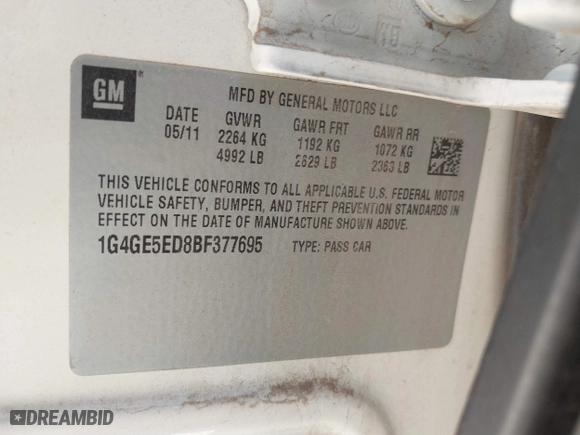 GM
MFD BY GENERAL MOTORS LLC
DATE GVWR GAWR FRT GAWR RR
05/11 2264 KG 1192 KG 1072 KG
4992 LB 2629 LB 2363 LB
THIS VEHICLE CONFORMS TO ALL APPLICABLE U.S. FEDERAL MOTOR
VEHICLE SAFETY, BUMPER, AND THEFT PREVENTION STANDARDS IN
EFFECT ON THE DATE OF MANUFACTURE SHOWN ABOVE.
1G4GE5ED8BF377695 TYPE: PASS CAR
DREAMBID